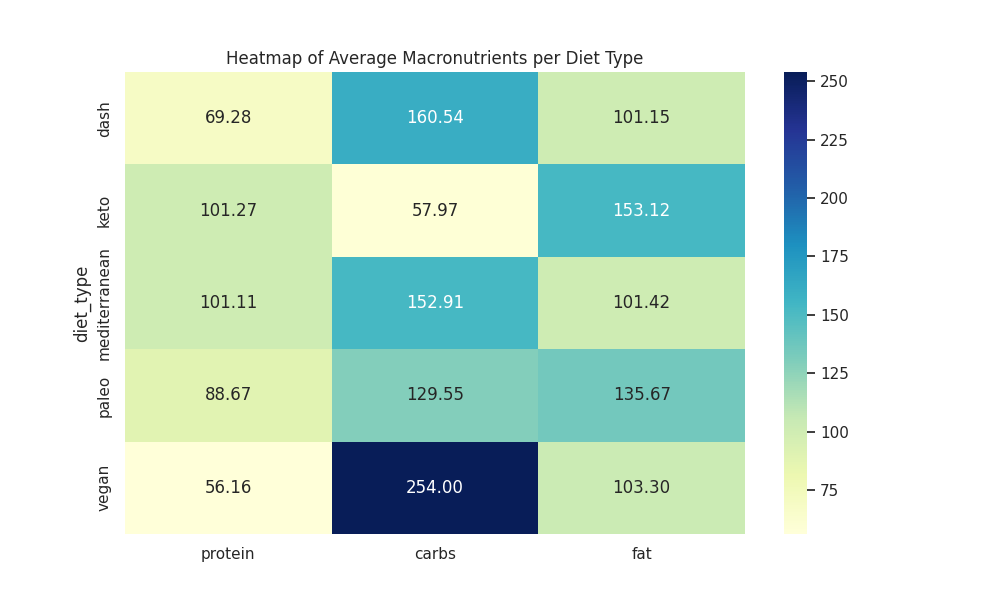 Heatmap of Average Macronutrients per Diet Type
diet_type
dash
69.28
160.54
101.15
keto
101.27
57.97
153.12
mediterranean
101.11
152.91
101.42
paleo
88.67
129.55
135.67
vegan
56.16
254.00
103.30
protein
carbs
fat
250
225
200
175
150
125
100
75